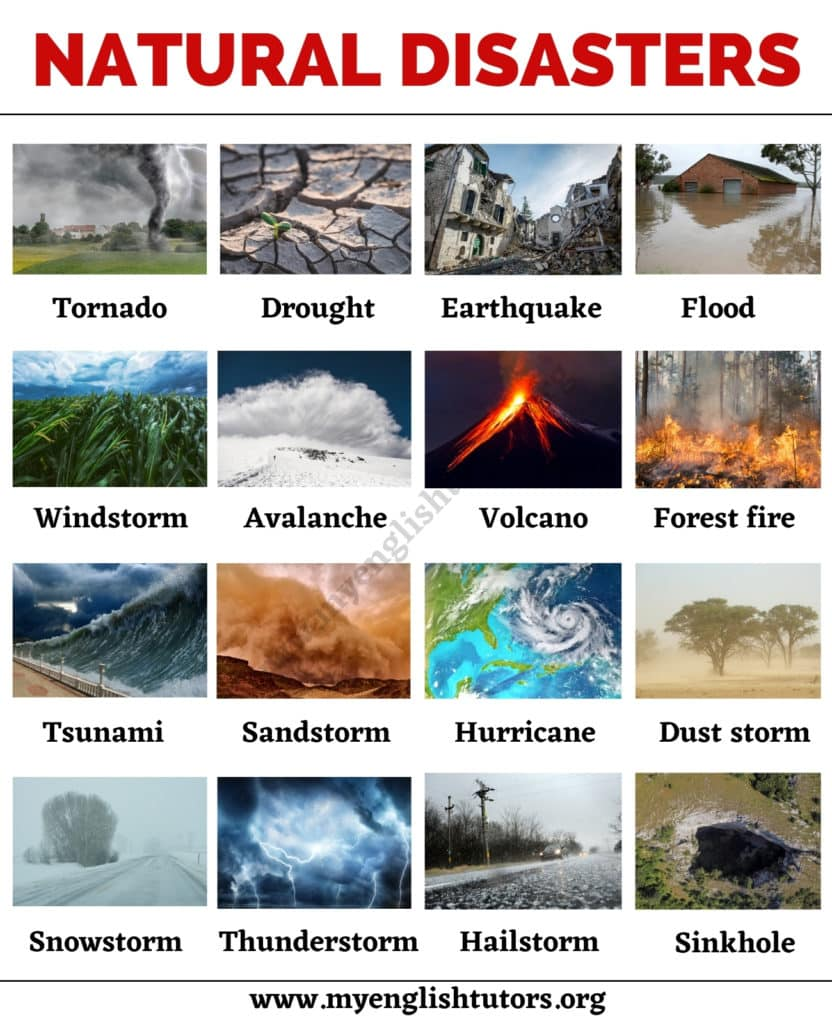 NATURAL DISASTERS
Tornado Drought Earthquake Flood
Windstorm Avalanche Volcano Forest fire
Tsunami Sandstorm Hurricane Dust storm
Snowstorm Thunderstorm Hailstorm Sinkhole
www.myenglishtutors.org